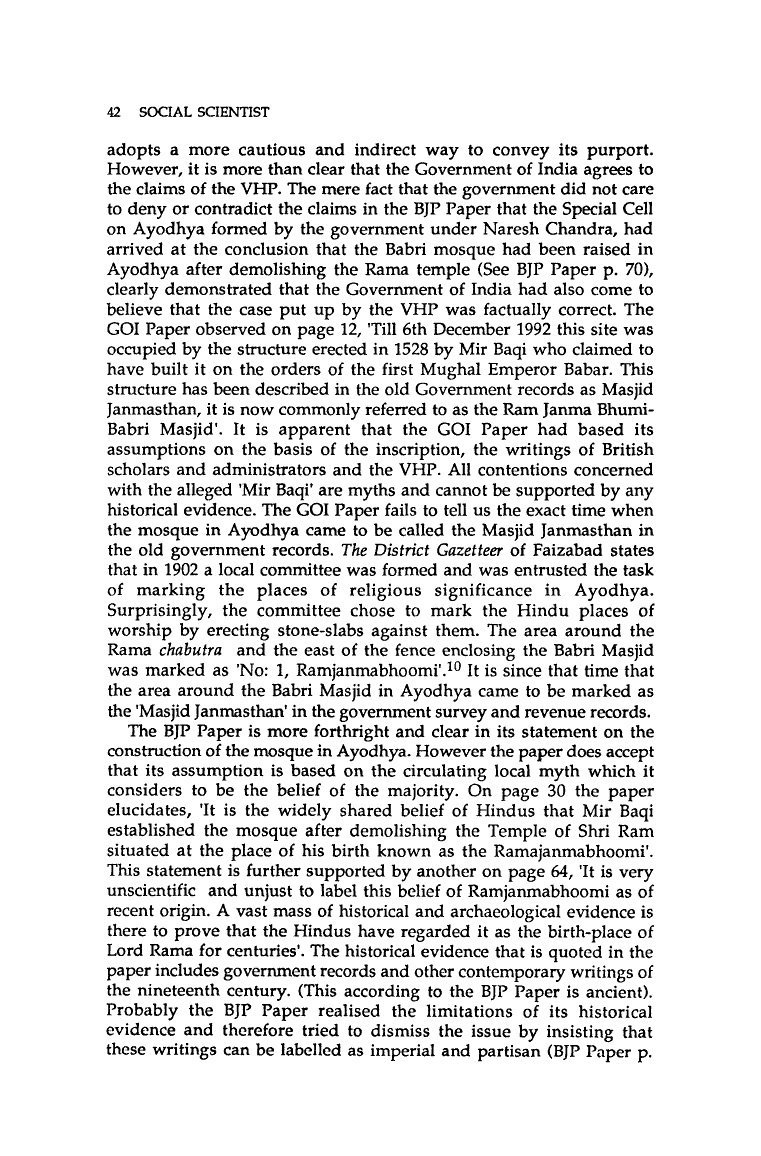 42 SOCIAL SCIENTIST
adopts a more cautious and indirect way to convey its purport.
However, it is more than clear that the Government of India agrees to
the claims of the VHP. The mere fact that the government did not care
to deny or contradict the claims in the BJP Paper that the Special Cell
on Ayodhya formed by the government under Naresh Chandra, had
arrived at the conclusion that the Babri mosque had been raised in
Ayodhya after demolishing the Rama temple (See BJP Paper p. 70),
clearly demonstrated that the Government of India had also come to
believe that the case put up by the VHP was factually correct. The
GOI Paper observed on page 12, 'Till 6th December 1992 this site was
occupied by the structure erected in 1528 by Mir Baqi who claimed to
have built it on the orders of the first Mughal Emperor Babar. This
structure has been described in the old Government records as Masjid
Janmasthan, it is now commonly referred to as the Ram Janma Bhumi-
Babri Masjid'. It is apparent that the GOI Paper had based its
assumptions on the basis of the inscription, the writings of British
scholars and administrators and the VHP. All contentions concerned
with the alleged 'Mir Baqi' are myths and cannot be supported by any
historical evidence. The GOI Paper fails to tell us the exact time when
the mosque in Ayodhya came to be called the Masjid Janmasthan in
the old government records. The District Gazetteer of Faizabad states
that in 1902 a local committee was formed and was entrusted the task
of marking the places of religious significance in Ayodhya.
Surprisingly, the committee chose to mark the Hindu places of
worship by erecting stone-slabs against them. The area around the
Rama chabutra and the east of the fence enclosing the Babri Masjid
was marked as 'No: 1, Ramjanmabhoomi'.10 It is since that time that
the area around the Babri Masjid in Ayodhya came to be marked as
the 'Masjid Janmasthan' in the government survey and revenue records.
The BJP Paper is more forthright and clear in its statement on the
construction of the mosque in Ayodhya. However the paper does accept
that its assumption is based on the circulating local myth which it
considers to be the belief of the majority. On page 30 the paper
elucidates, 'It is the widely shared belief of Hindus that Mir Baqi
established the mosque after demolishing the Temple of Shri Ram
situated at the place of his birth known as the Ramajanmabhoomi'.
This statement is further supported by another on page 64, 'It is very
unscientific and unjust to label this belief of Ramjanmabhoomi as of
recent origin. A vast mass of historical and archaeological evidence is
there to prove that the Hindus have regarded it as the birth-place of
Lord Rama for centuries'. The historical evidence that is quoted in the
paper includes government records and other contemporary writings of
the nineteenth century. (This according to the BJP Paper is ancient).
Probably the BJP Paper realised the limitations of its historical
evidence and therefore tried to dismiss the issue by insisting that
these writings can be labelled as imperial and partisan (BJP Paper p.